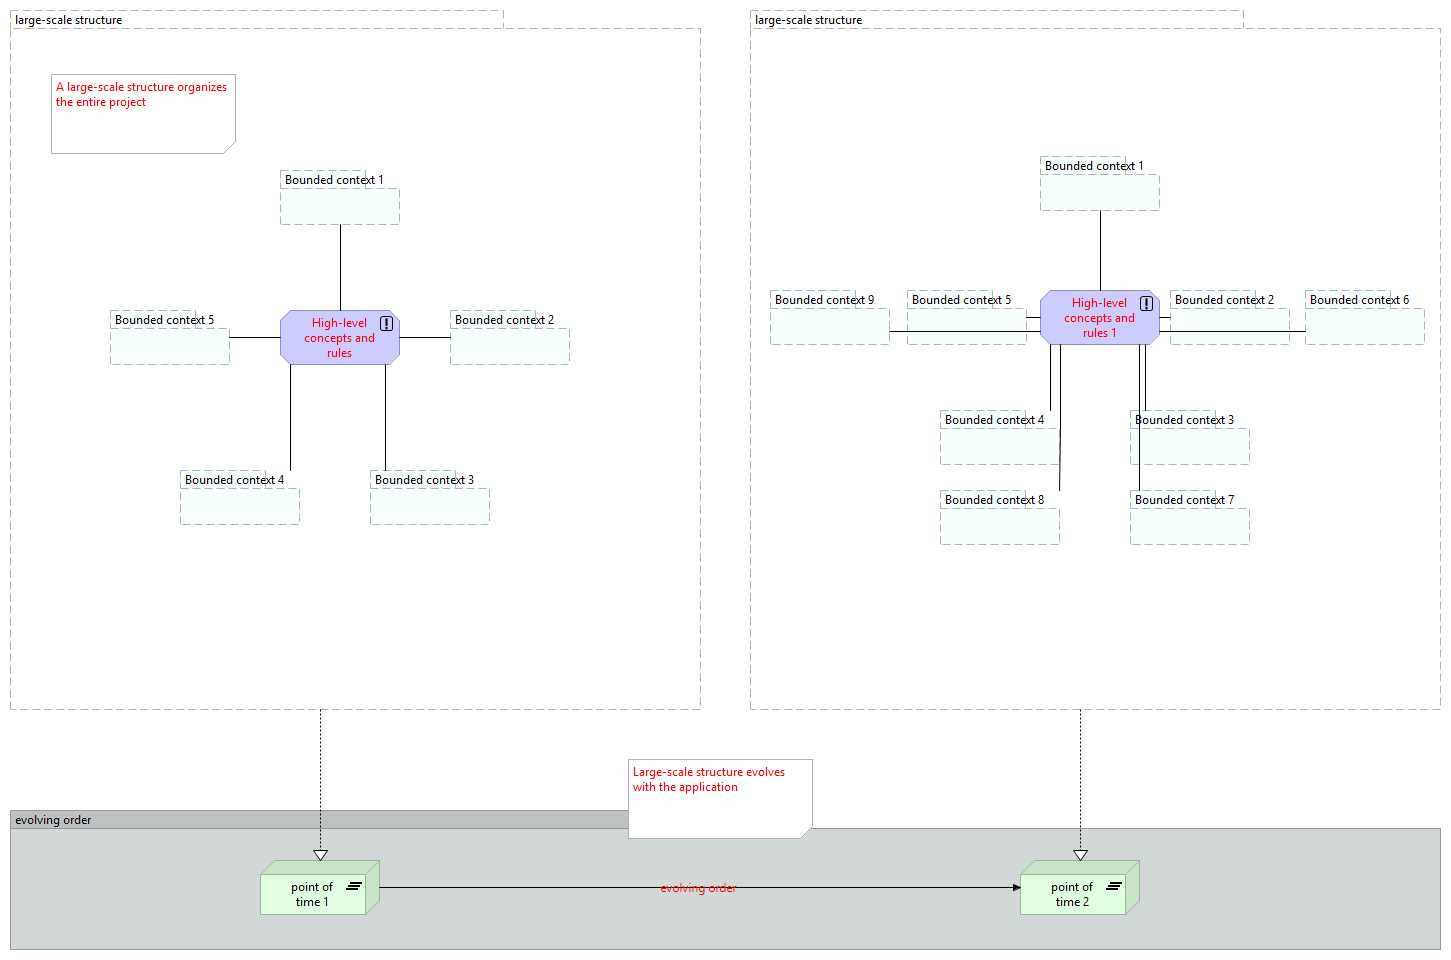 large-scale structure
A large-scale structure organizes
the entire project
Bounded context 1
Bounded context 5
High-level
concepts and
rules
Bounded context 2
Bounded context 4
Bounded context 3
large-scale structure
Bounded context 1
Bounded context 9
Bounded context 5
High-level
concepts and
rules 1
Bounded context 2
Bounded context 6
Bounded context 4
Bounded context 3
Bounded context 8
Bounded context 7
Large-scale structure evolves
with the application
evolving order
point of
time 1
evolving order
point of
time 2